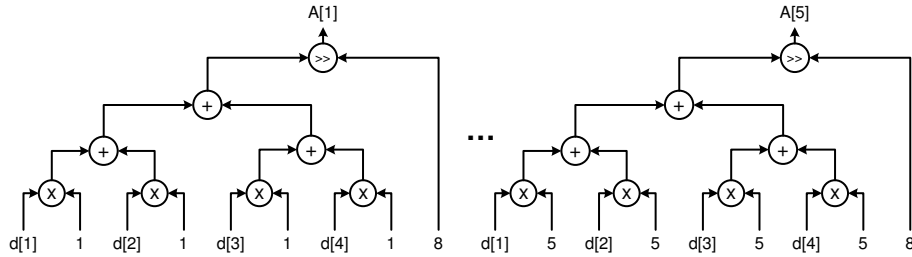 A[1] A[5]
>> >>
+ +
+ + ... + +
X X X X X X X X
d[1] 1 d[2] 1 d[3] 1 d[4] 1 8 d[1] 5 d[2] 5 d[3] 5 d[4] 5 8